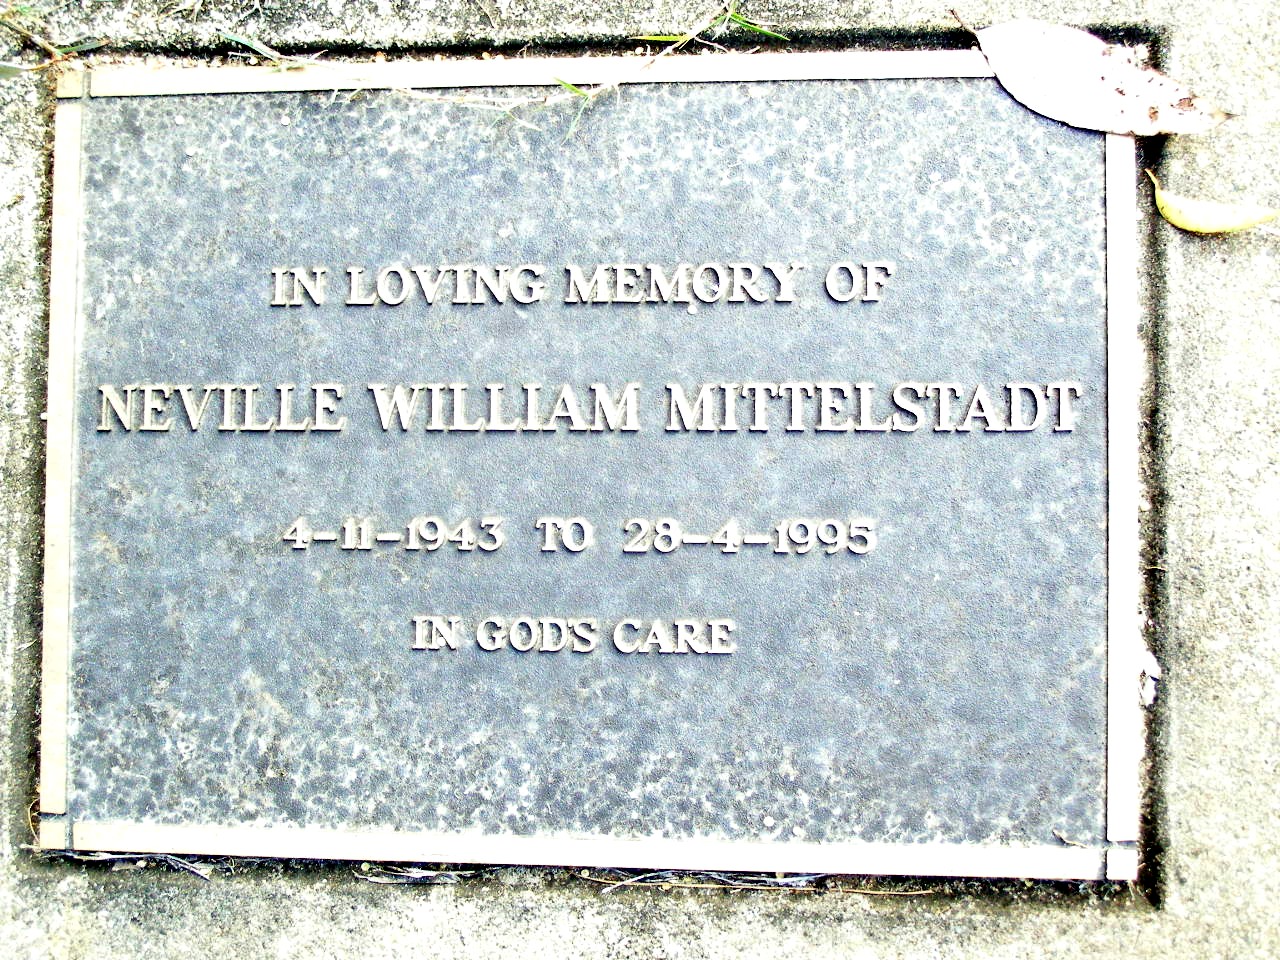 IN LOVING MEMORY OF
NEVILLE WILLIAM MITTELSTADT
4-11-1943 TO 28-4-1995
IN GOD'S CARE